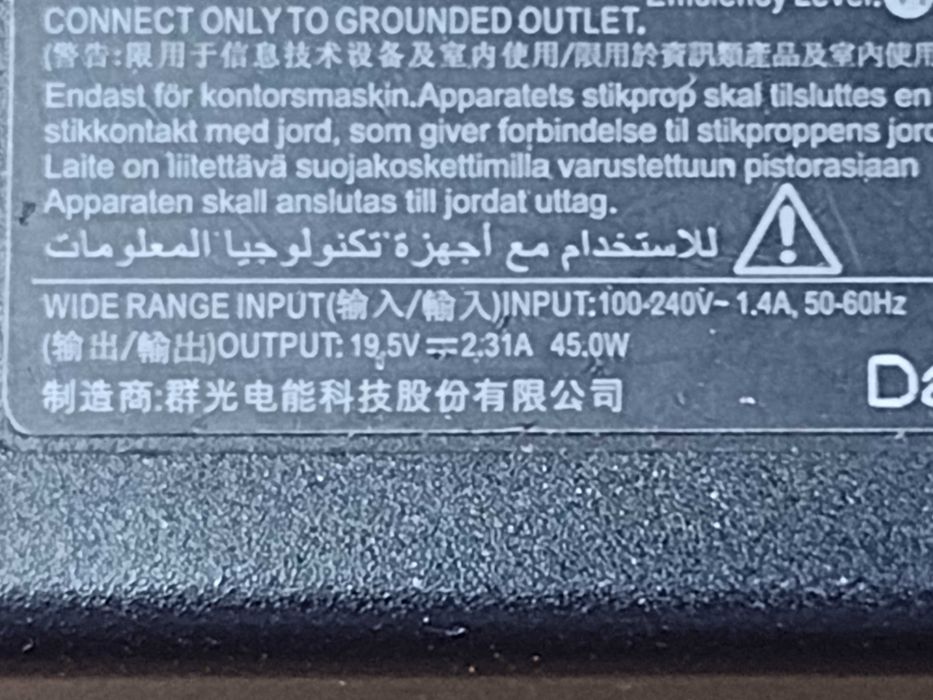 Efficiency Level:
CONNECT ONLY TO GROUNDED OUTLET.
(警告:限用于信息技术设备及室内使用/限用於資訊類產品及室內使用
Endast för kontorsmaskin.Apparatets stikprop skal tilsluttes en
stikkontakt med jord, som giver forbindelse til stikproppens jord
Laite on liitettävä suojakoskettimilla varustettuun pistorasiaan
Apparaten skall anslutas till jordat uttag.
للاستخدام مع أجهزة تكنولوجيا المعلومات
WIDE RANGE INPUT(输入/輸入)INPUT:100-240V~ 1.4A, 50-60Hz
(输出/輸出)OUTPUT: 19.5V⎓2.31A 45.0W
制造商:群光电能科技股份有限公司
Da